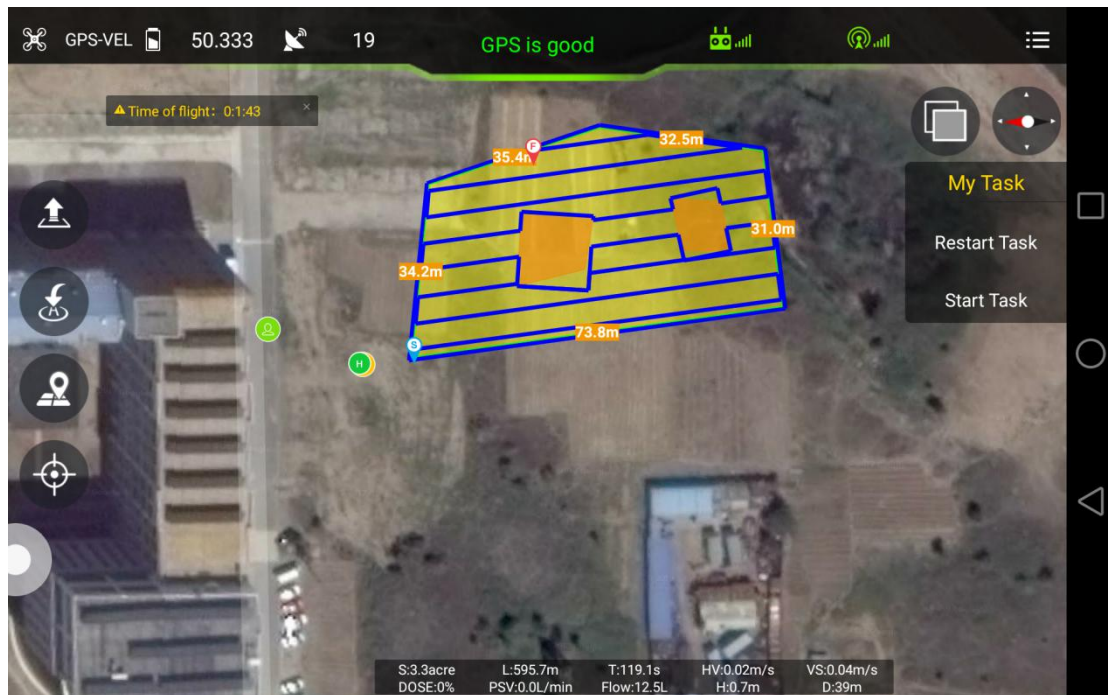 GPS-VEL 50.333 19 GPS is good
Time of flight: 0:1:43 ×
My Task
Restart Task
Start Task
F
35.4m
32.5m
31.0m
34.2m
73.8m
S
H
S:3.3acre L:595.7m T:119.1s HV:0.02m/s VS:0.04m/s
DOSE:0% PSV:0.0L/min Flow:12.5L H:0.7m D:39m